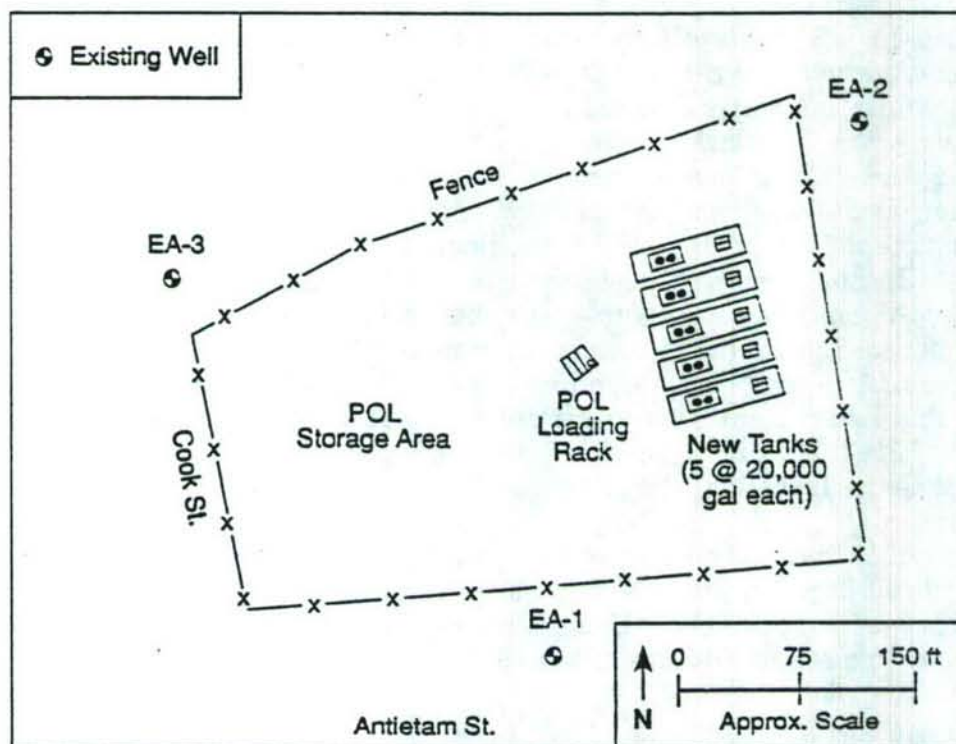 Existing Well
EA-2
Fence
EA-3
POL
Storage Area
POL
Loading
Rack
New Tanks
(5 @ 20,000
gal each)
Cook St.
EA-1
0 75 150 ft
N
Approx. Scale
Antietam St.